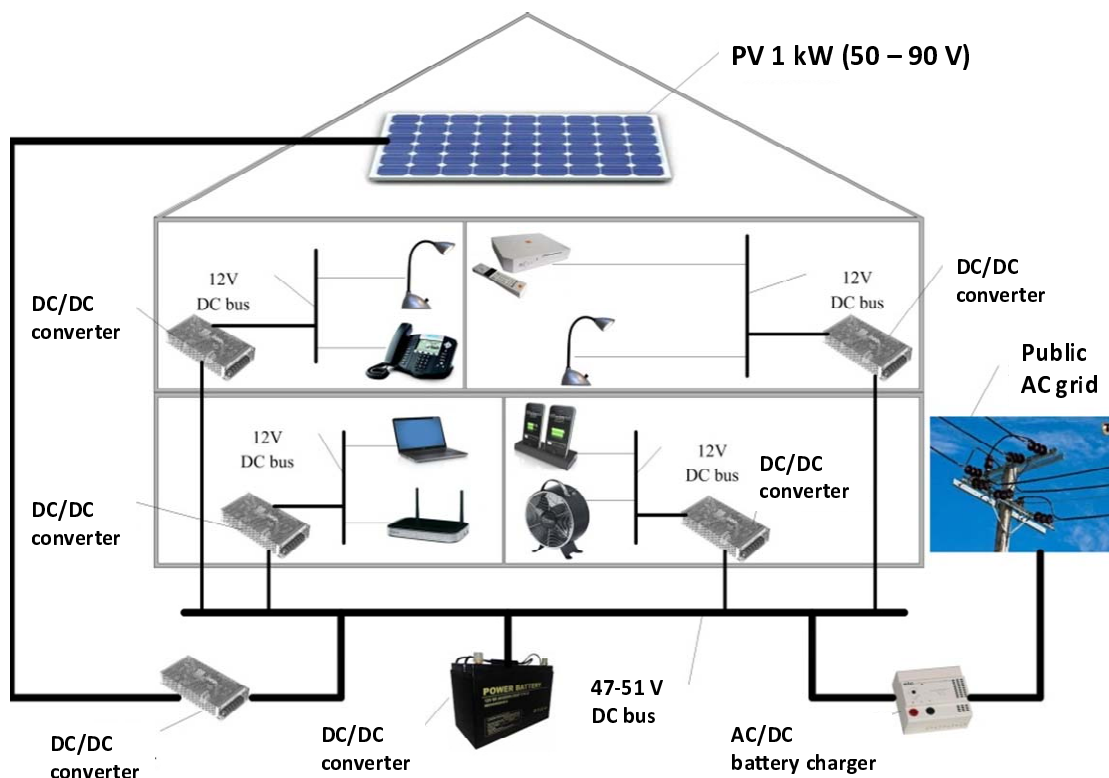 PV 1 kW (50 – 90 V)
12V
DC bus
DC/DC
converter
12V
DC bus
DC/DC
converter
Public
AC grid
12V
DC bus
DC/DC
converter
12V
DC bus
DC/DC
converter
POWER BATTERY
47-51 V
DC bus
DC/DC
converter
DC/DC
converter
AC/DC
battery charger